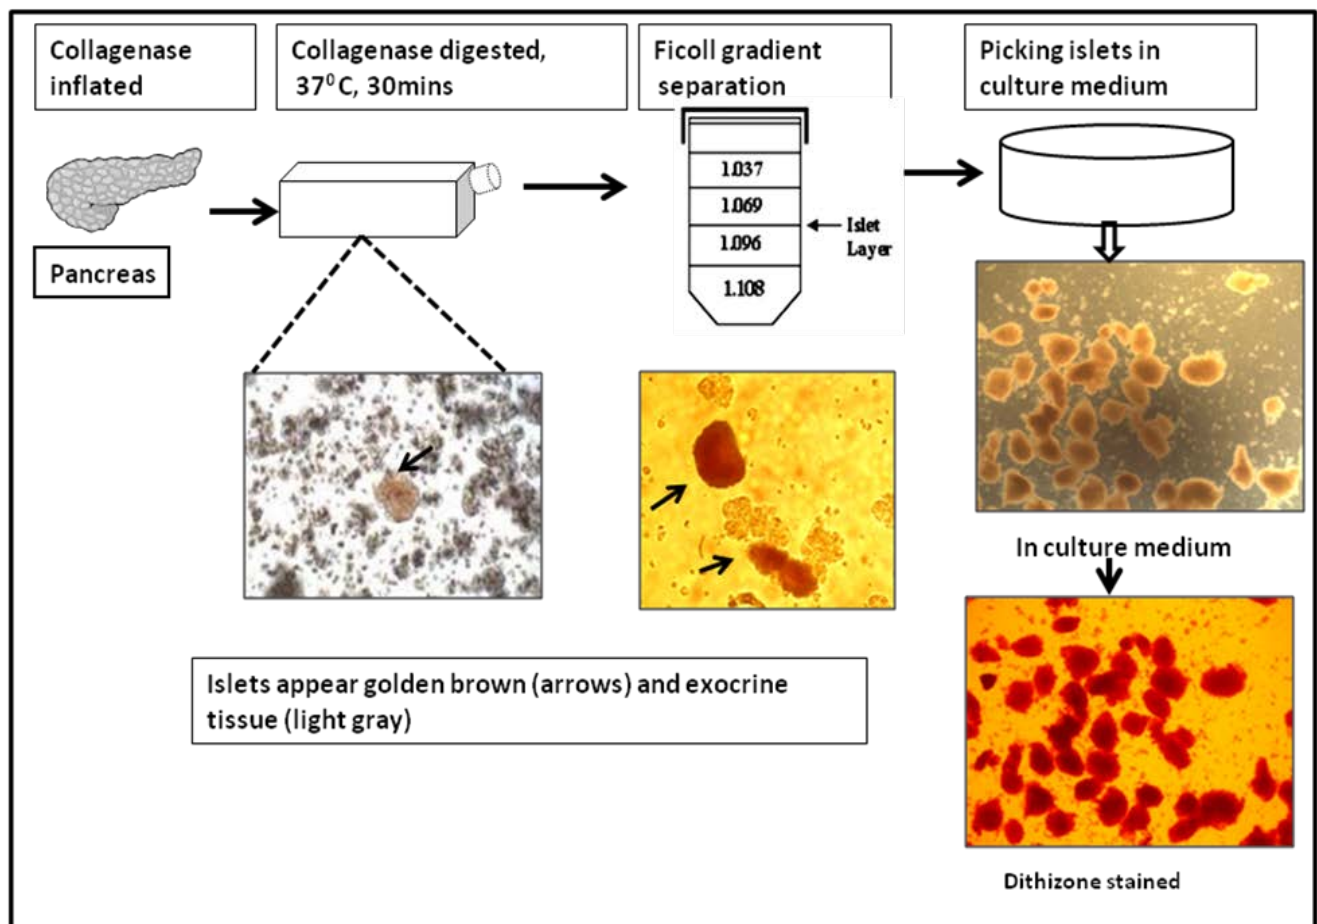 Collagenase
inflated
Collagenase digested,
37⁰ C, 30mins
Ficoll gradient
separation
Picking islets in
culture medium
Pancreas
1.037
1.069
1.096
1.108
Islet
Layer
In culture medium
Islets appear golden brown (arrows) and exocrine
tissue (light gray)
Dithizone stained